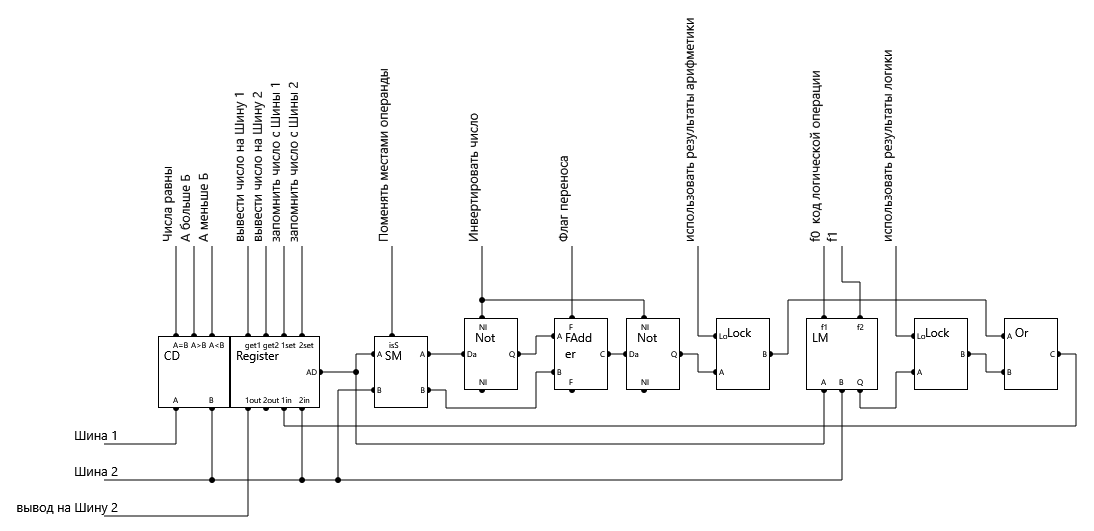 Числа равны
А больше Б
А меньше Б
вывести число на Шину 1
вывести число на Шину 2
запомнить число с Шины 1
запомнить число с Шины 2
Поменять местами операнды
Инвертировать число
Флаг переноса
использовать результаты арифметики
f0 код логической операции
f1
использовать результаты логики
A=B A>B A<B
CD
A B
get1 get2 1set 2set
Register
AD
1out 2out 1in 2in
isS
A SM A
B B
NI
Not
Da Q
NI
F
A FAdd
er C
B
F
NI
Not
Da Q
NI
Lo Lock
B
A
f1 f2
LM
A B Q
Lo Lock
B
A
A Or
C
B
Шина 1
Шина 2
вывод на Шину 2